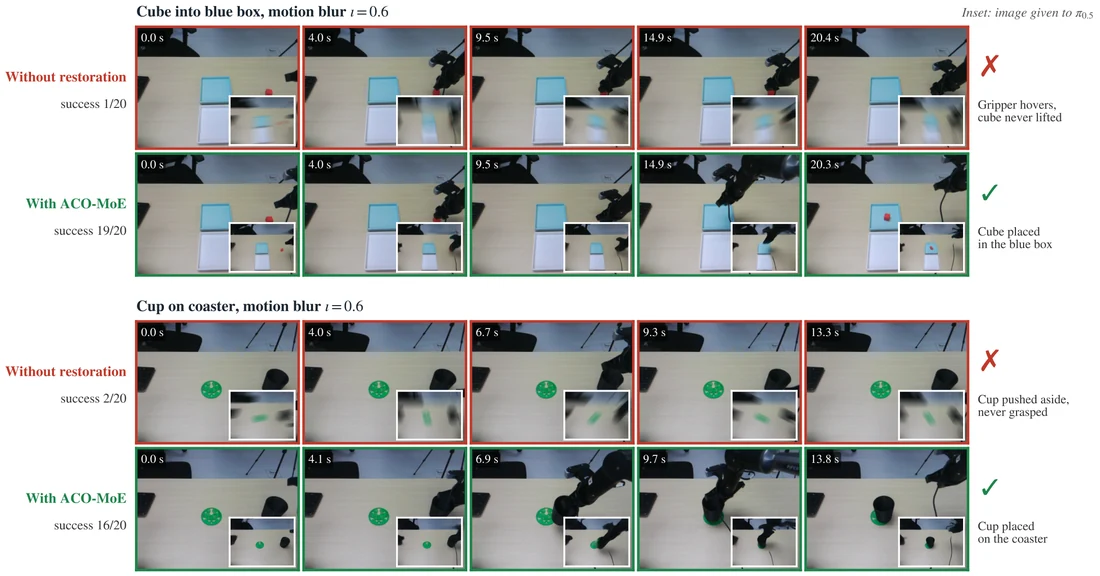 Cube into blue box, motion blur ι = 0.6
Inset: image given to π0.5
Without restoration
success 1/20
0.0 s
4.0 s
9.5 s
14.9 s
20.4 s
✗
Gripper hovers,
cube never lifted
With ACO-MoE
success 19/20
0.0 s
4.0 s
9.5 s
14.9 s
20.3 s
✓
Cube placed
in the blue box
Cup on coaster, motion blur ι = 0.6
Without restoration
success 2/20
0.0 s
4.0 s
6.7 s
9.3 s
13.3 s
✗
Cup pushed aside,
never grasped
With ACO-MoE
success 16/20
0.0 s
4.1 s
6.9 s
9.7 s
13.8 s
✓
Cup placed
on the coaster